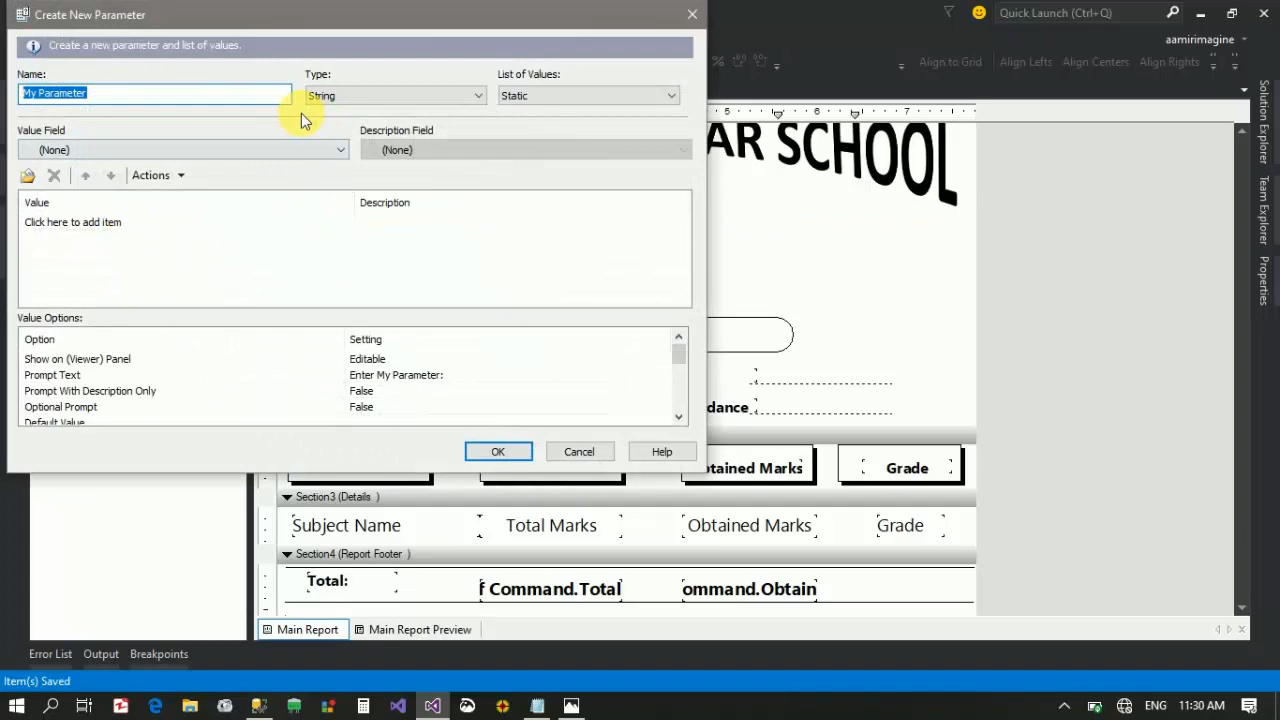 Create New Parameter
Quick Launch (Ctrl+Q)
aamirimagine
Create a new parameter and list of values.
Name:
Type:
List of Values:
My Parameter
String
Static
Align to Grid
Align Lefts
Align Centers
Align Rights
Value Field
Description Field
(None)
(None)
Actions
Value
Description
Click here to add item
Value Options:
Option
Setting
Show on (Viewer) Panel
Editable
Prompt Text
Enter My Parameter:
Prompt With Description Only
False
Optional Prompt
False
Default Value
OK
Cancel
Help
5
6
7
AR SCHOOL
dance
tained Marks
Grade
Section3 (Details )
Subject Name
Total Marks
Obtained Marks
Grade
Section4 (Report Footer )
Total:
f Command.Total
ommand.Obtain
Main Report
Main Report Preview
Solution Explorer
Team Explorer
Properties
Error List
Output
Breakpoints
Item(s) Saved
ENG
11:30 AM